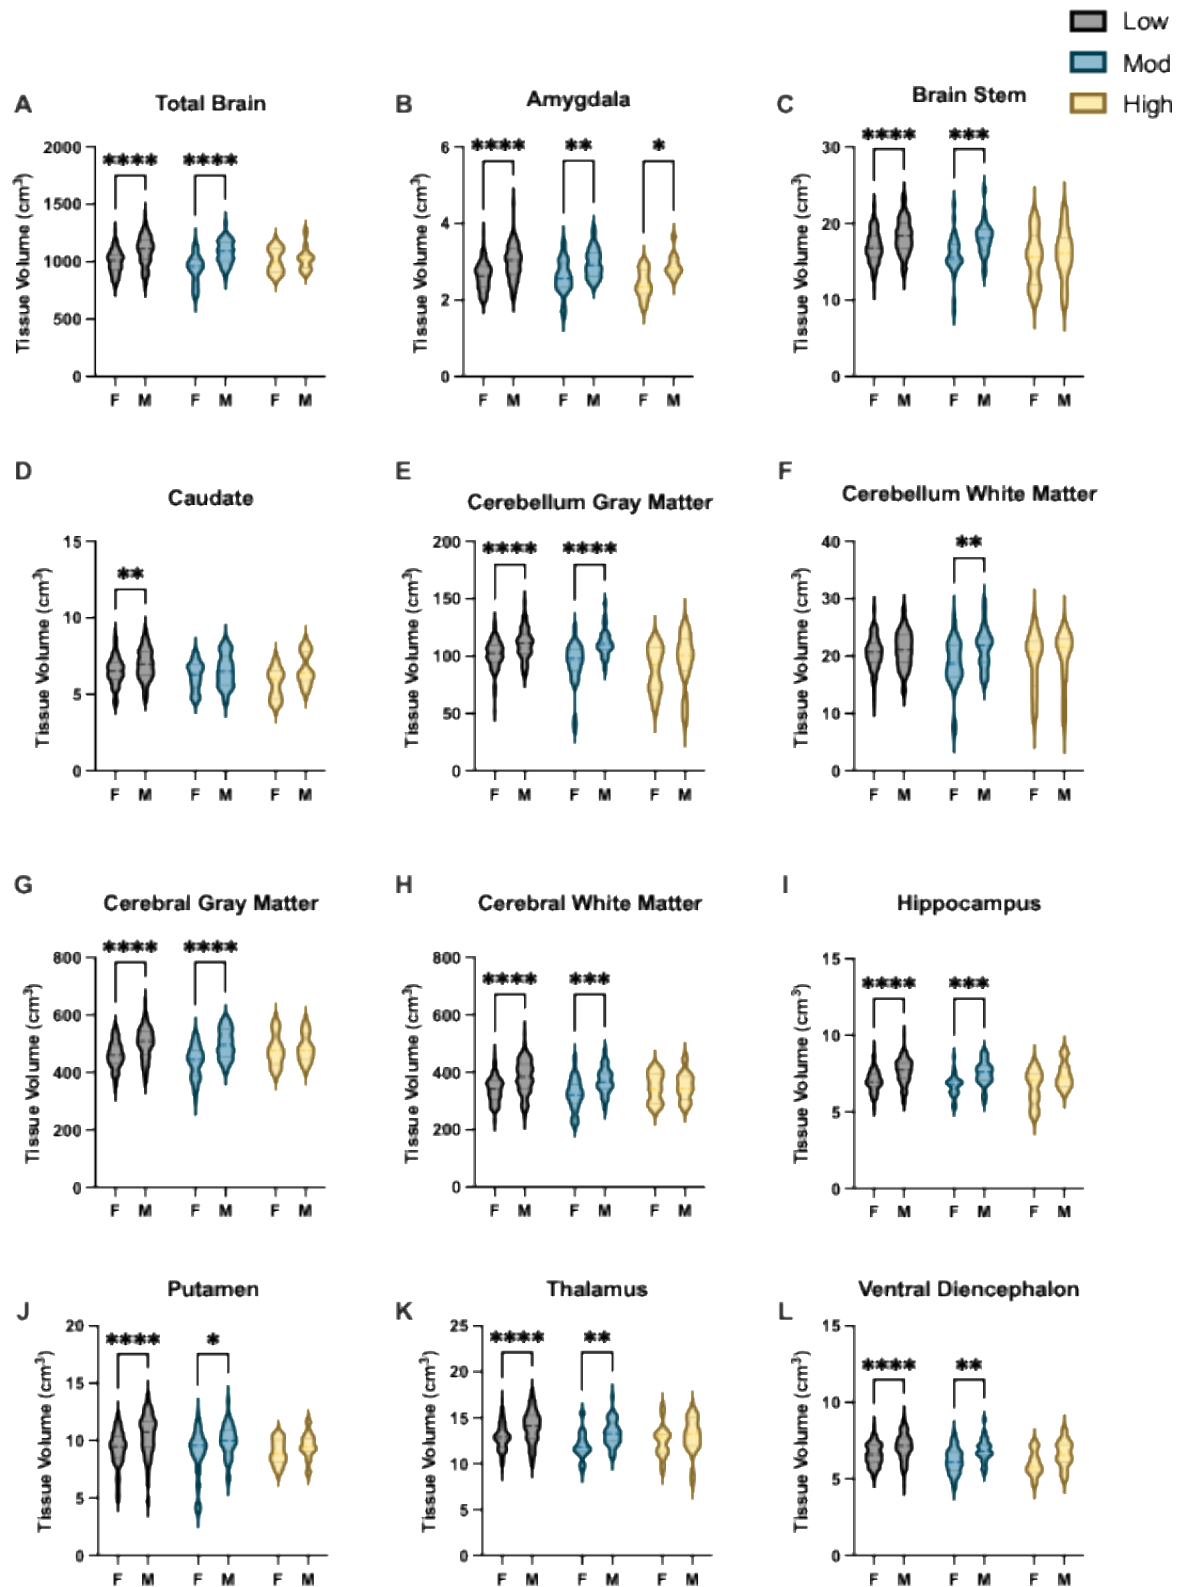 Low
Mod
High
A Total Brain
B Amygdala
C Brain Stem
Tissue Volume (cm³)
2000
1500
1000
500
0
**** ****
F M F M F M
Tissue Volume (cm³)
6
4
2
0
**** ** *
F M F M F M
Tissue Volume (cm³)
30
20
10
0
**** ***
F M F M F M
D Caudate
E Cerebellum Gray Matter
F Cerebellum White Matter
Tissue Volume (cm³)
15
10
5
0
**
F M F M F M
Tissue Volume (cm³)
200
150
100
50
0
**** ****
F M F M F M
Tissue Volume (cm³)
40
30
20
10
0
**
F M F M F M
G Cerebral Gray Matter
H Cerebral White Matter
I Hippocampus
Tissue Volume (cm³)
800
600
400
200
0
**** ****
F M F M F M
Tissue Volume (cm³)
800
600
400
200
0
**** ***
F M F M F M
Tissue Volume (cm³)
15
10
5
0
**** ***
F M F M F M
J Putamen
K Thalamus
L Ventral Diencephalon
Tissue Volume (cm³)
20
15
10
5
0
**** *
F M F M F M
Tissue Volume (cm³)
25
20
15
10
5
0
**** **
F M F M F M
Tissue Volume (cm³)
15
10
5
0
**** **
F M F M F M